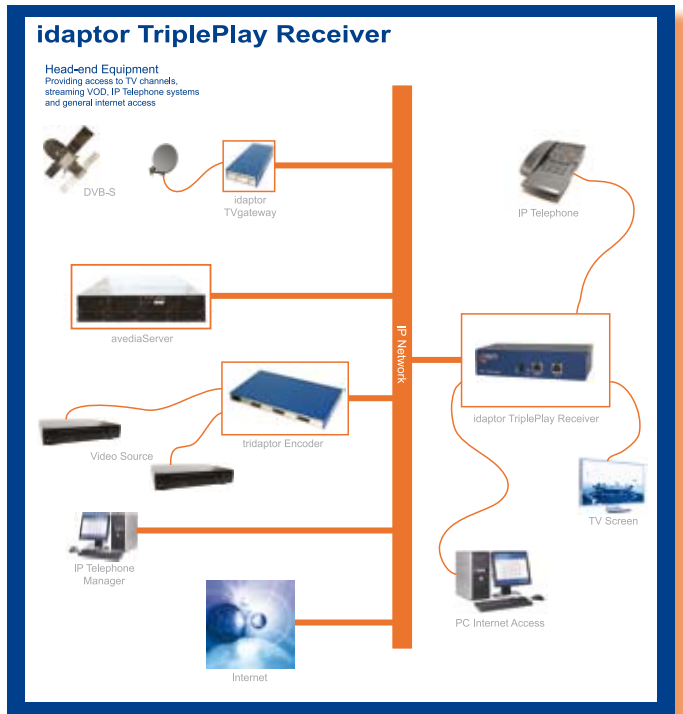 idaptor TriplePlay Receiver
Head-end Equipment
Providing access to TV channels,
streaming VOD, IP Telephone systems
and general internet access
DVB-S
idaptor
TVgateway
IP Telephone
avediaServer
IP Network
idaptor TriplePlay Receiver
tridaptor Encoder
Video Source
TV Screen
IP Telephone
Manager
PC Internet Access
Internet